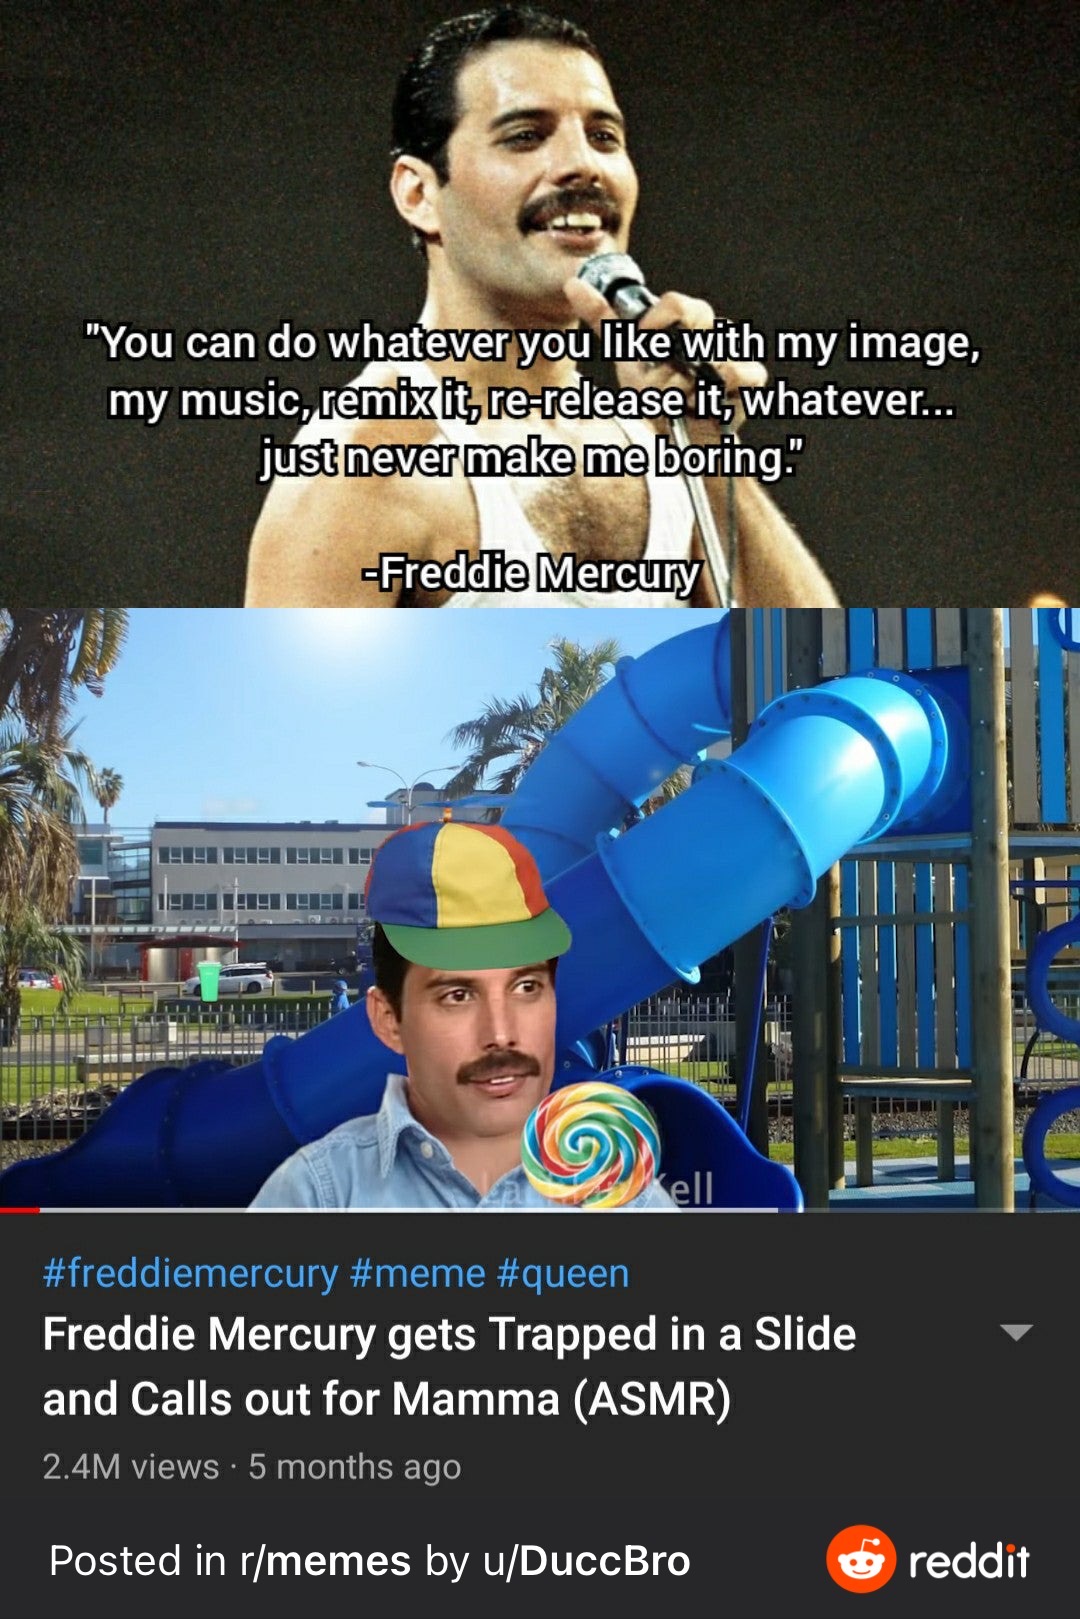 "You can do whatever you like with my image,
my music, remix it, re-release it, whatever...
just never make me boring."
-Freddie Mercury
#freddiemercury #meme #queen
Freddie Mercury gets Trapped in a Slide
and Calls out for Mamma (ASMR)
2.4M views · 5 months ago
Posted in r/memes by u/DuccBro
reddit